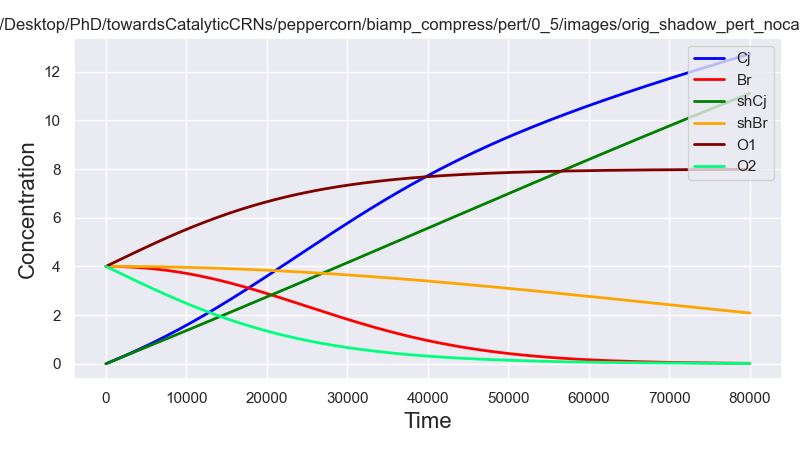 /Desktop/PhD/towardsCatalyticCRNs/peppercorn/biamp_compress/pert/0_5/images/orig_shadow_pert_noca
Concentration
12
10
8
6
4
2
0
Cj
Br
shCj
shBr
O1
O2
0 10000 20000 30000 40000 50000 60000 70000 80000
Time